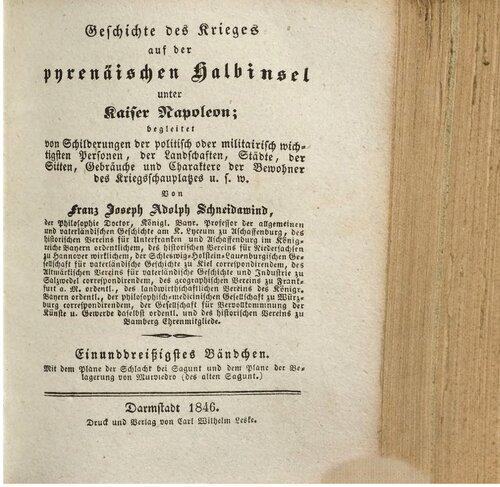 Geschichte des Krieges
auf der
pyrenäischen Halbinsel
unter
Kaiser Napoleon;
begleitet
von Schilderungen der politisch oder militairisch wich-
tigsten Personen, der Landschaften, Städte, der
Sitten, Gebräuche und Charaktere der Bewohner
des Kriegsschauplatzes u. s. w.
Von
Franz Joseph Adolph Schneidawind,
der Philosophie Doctor, Königl. Bayr. Professor der allgemeinen
und vaterländischen Geschichte am K. Lyceum zu Aschaffenburg, des
historischen Vereins für Unterfranken und Aschaffenburg im König-
reich Bayern ordentlichem, des historischen Vereins für Niedersachsen
zu Hannover wirklichem, der Schleswig-Holstein-Lauenburgischen Ge-
sellschaft für vaterländische Geschichte zu Kiel correspondirendem, des
Altmärkischen Vereins für vaterländische Geschichte und Industrie zu
Salzwedel correspondirendem, des geographischen Vereins zu Frank-
furt a. M. ordentl., des landwirthschaftlichen Vereins des Königr.
Bayern ordentl., der philosophisch-medicinischen Gesellschaft zu Würz-
burg correspondirendem, der Gesellschaft für Vervollkommnung der
Künste u. Gewerbe daselbst ordentl. und des historischen Vereins zu
Bamberg Ehrenmitgliede.
Einunddreißigstes Bändchen.
Mit dem Plane der Schlacht bei Sagunt und dem Plane der Be-
lagerung von Murviedro (des alten Sagunt.)
Darmstadt 1846.
Druck und Verlag von Carl Wilhelm Leske.